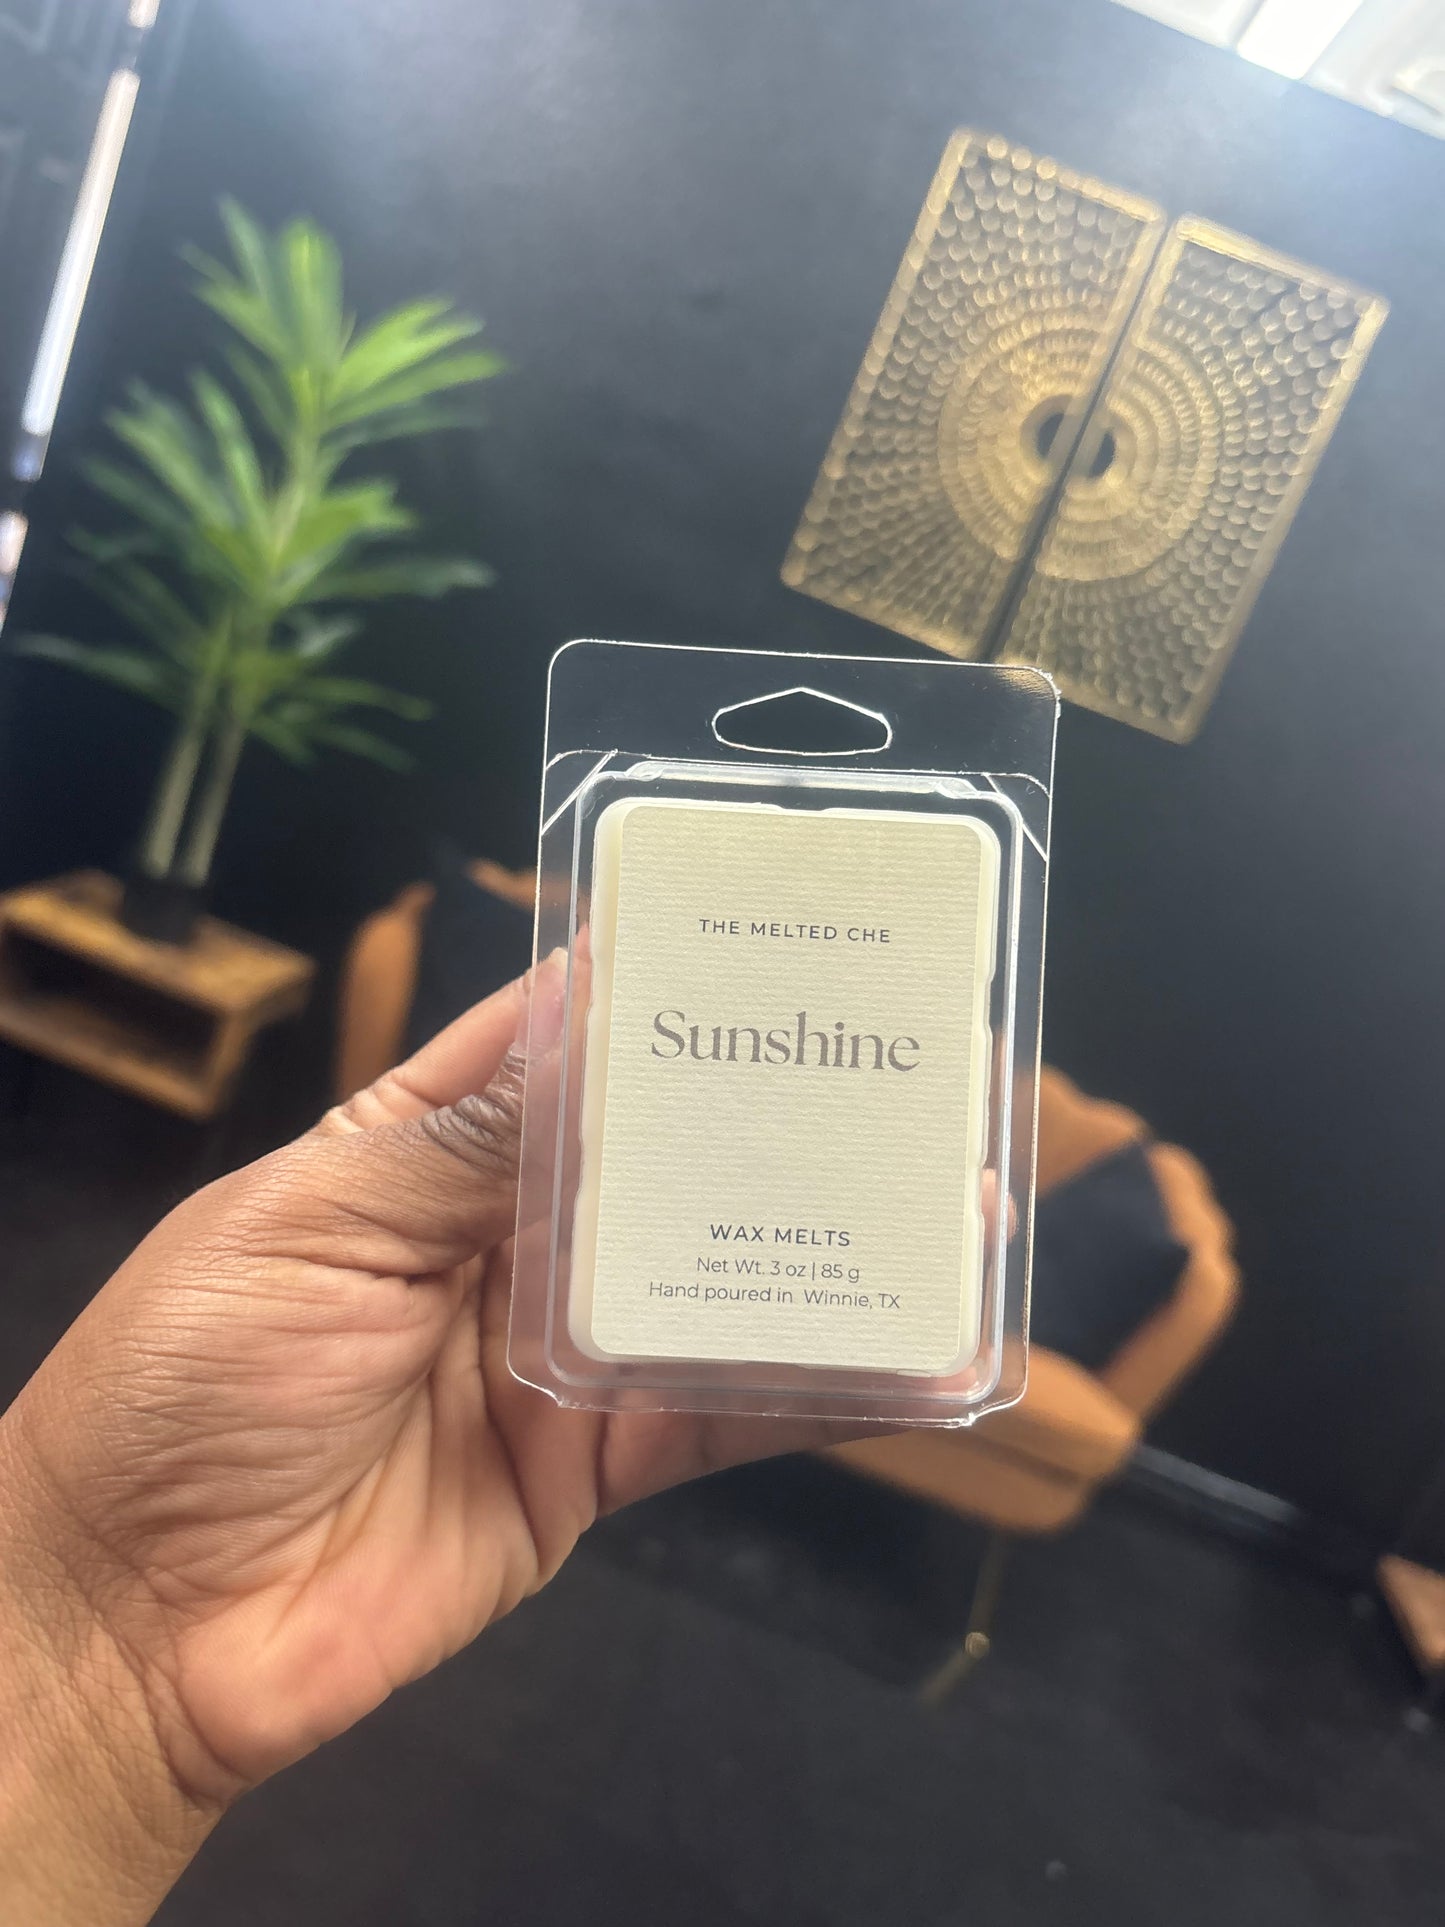 THE MELTED CHE
Sunshine
WAX MELTS
Net Wt. 3 oz | 85 g
Hand poured in Winnie, TX